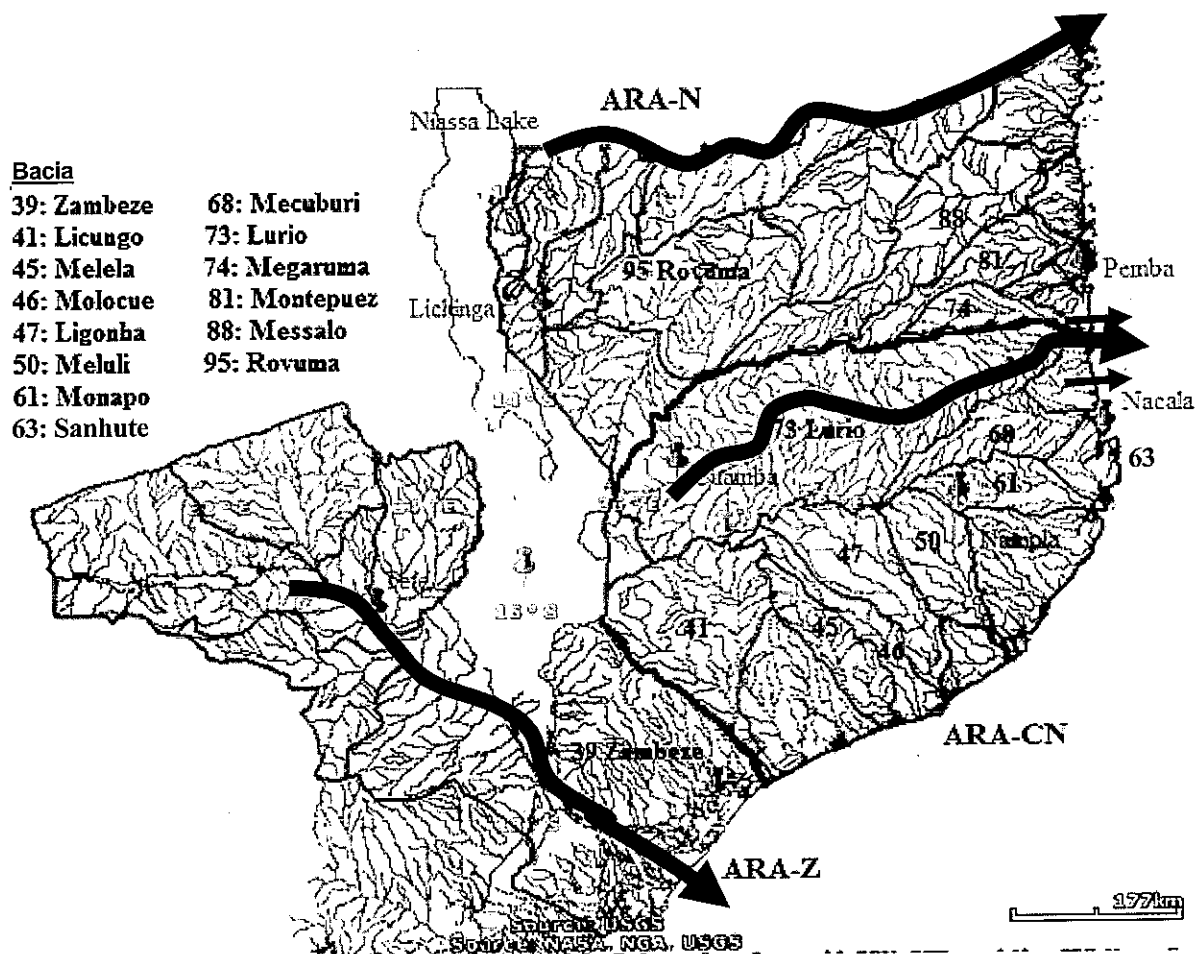 ARA-N
Niassa Lake
Bacia
39: Zambeze 68: Mecuburi
41: Licungo 73: Lurio
45: Melela 74: Megaruma
46: Molocue 81: Montepuez
47: Ligonha 88: Messalo
50: Meluli 95: Rovuma
61: Monapo
63: Sanhute
88
81
Pemba
95 Rovuma
Lichinga
74
Nacala
73 Lurio
68
63
61
47
50
Nampla
Tete
15°S
41
45
46
ARA-CN
39 Zambeze
ARA-Z
177km
Source: USGS
Source: NASA, NGA, USGS